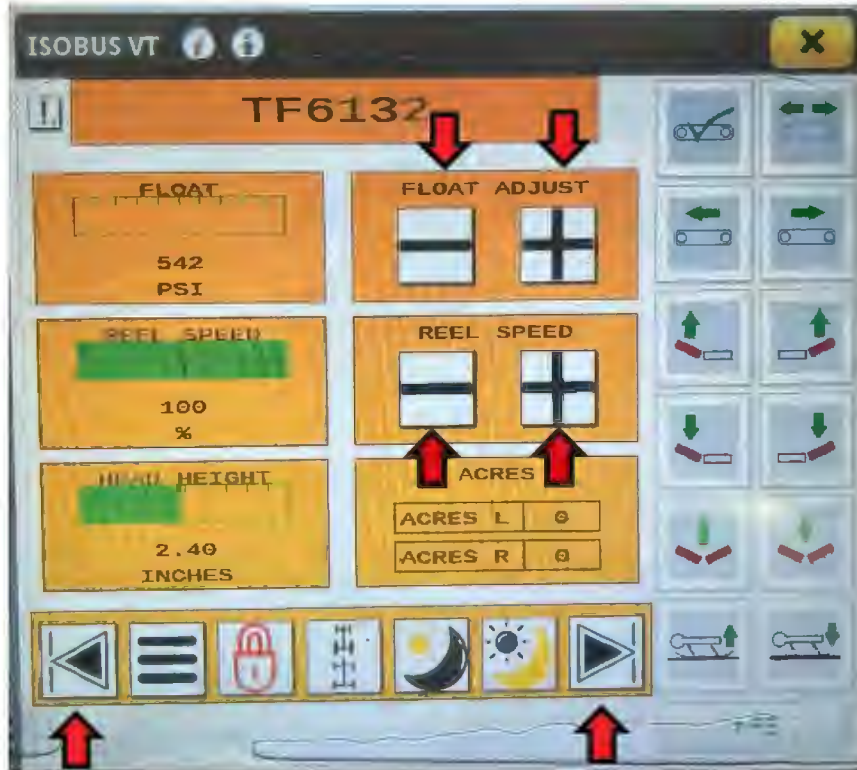 ISOBUS VT
TF6132
FLOAT
542
PSI
FLOAT ADJUST
REEL SPEED
100
%
REEL SPEED
HEAD HEIGHT
2.40
INCHES
ACRES
ACRES L 0
ACRES R 0